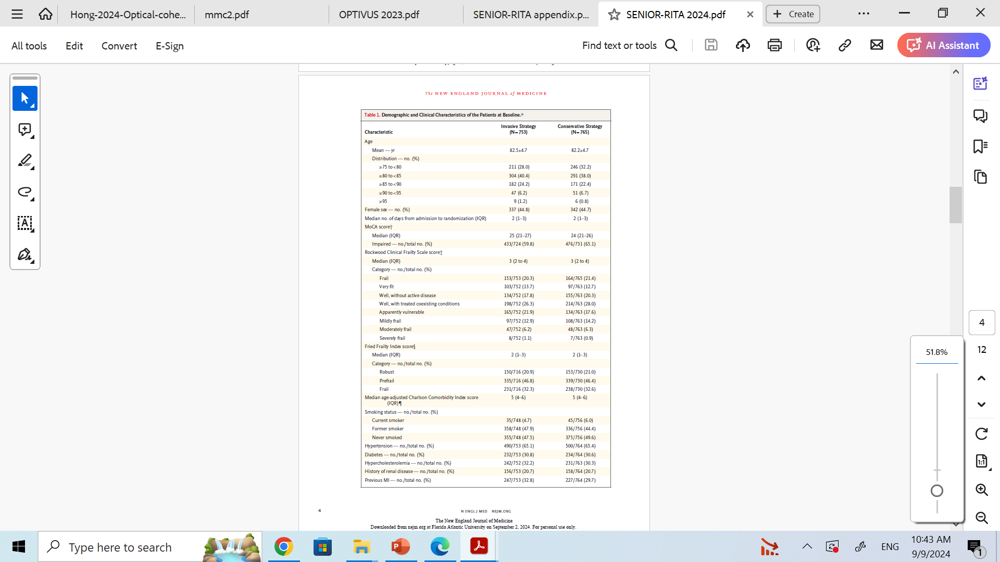 Hong-2024-Optical-cohe...
mmc2.pdf
OPTIVUS 2023.pdf
SENIOR-RITA appendix.p...
SENIOR-RITA 2024.pdf
Create
All tools
Edit
Convert
E-Sign
Find text or tools
AI Assistant
The NEW ENGLAND JOURNAL of MEDICINE
Table 1. Demographic and Clinical Characteristics of the Patients at Baseline.*
Characteristic Invasive Strategy (N=753) Conservative Strategy (N=765)
Age
Mean — yr 82.5±4.7 82.2±4.7
Distribution — no. (%)
≥75 to <80 211 (28.0) 246 (32.2)
≥80 to <85 304 (40.4) 291 (38.0)
≥85 to <90 182 (24.2) 171 (22.4)
≥90 to <95 47 (6.2) 51 (6.7)
≥95 9 (1.2) 6 (0.8)
Female sex — no. (%) 337 (44.8) 342 (44.7)
Median no. of days from admission to randomization (IQR) 2 (1–3) 2 (1–3)
MoCA score†
Median (IQR) 25 (21–27) 24 (21–26)
Impaired — no./total no. (%) 433/724 (59.8) 476/731 (65.1)
Rockwood Clinical Frailty Scale score‡
Median (IQR) 3 (2 to 4) 3 (2 to 4)
Category — no./total no. (%)
Frail 153/753 (20.3) 164/765 (21.4)
Very fit 103/752 (13.7) 97/763 (12.7)
Well, without active disease 134/752 (17.8) 155/763 (20.3)
Well, with treated coexisting conditions 198/752 (26.3) 214/763 (28.0)
Apparently vulnerable 165/752 (21.9) 134/763 (17.6)
Mildly frail 97/752 (12.9) 108/763 (14.2)
Moderately frail 47/752 (6.2) 48/763 (6.3)
Severely frail 8/752 (1.1) 7/763 (0.9)
Fried Frailty Index score§
Median (IQR) 2 (1–3) 2 (1–3)
Category — no./total no. (%)
Robust 150/716 (20.9) 153/730 (21.0)
Prefrail 335/716 (46.8) 339/730 (46.4)
Frail 231/716 (32.3) 238/730 (32.6)
Median age-adjusted Charlson Comorbidity Index score 5 (4–6) 5 (4–6)
(IQR)¶
Smoking status — no./total no. (%)
Current smoker 35/748 (4.7) 45/756 (6.0)
Former smoker 358/748 (47.9) 336/756 (44.4)
Never smoked 355/748 (47.5) 375/756 (49.6)
Hypertension — no./total no. (%) 490/753 (65.1) 500/764 (65.4)
Diabetes — no./total no. (%) 232/753 (30.8) 234/764 (30.6)
Hypercholesterolemia — no./total no. (%) 242/752 (32.2) 231/763 (30.3)
History of renal disease — no./total no. (%) 156/753 (20.7) 158/764 (20.7)
Previous MI — no./total no. (%) 247/753 (32.8) 227/764 (29.7)
4
N ENGL J MED NEJM.ORG
The New England Journal of Medicine
Downloaded from nejm.org at Florida Atlantic University on September 2, 2024. For personal use only.
4
12
51.8%
1:1
Type here to search
ENG
10:43 AM
9/9/2024
1